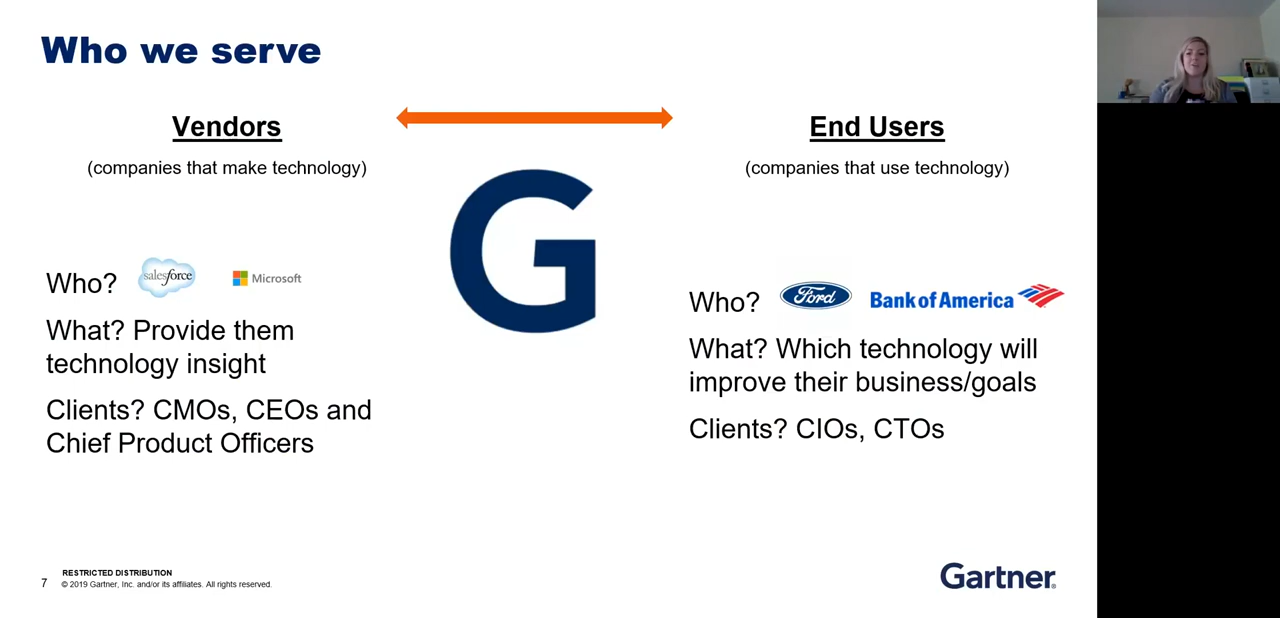 Who we serve
Vendors
(companies that make technology)
Who? salesforce Microsoft
What? Provide them
technology insight
Clients? CMOs, CEOs and
Chief Product Officers
G
End Users
(companies that use technology)
Who? Ford Bank of America
What? Which technology will
improve their business/goals
Clients? CIOs, CTOs
7
RESTRICTED DISTRIBUTION
© 2019 Gartner, Inc. and/or its affiliates. All rights reserved.
Gartner®